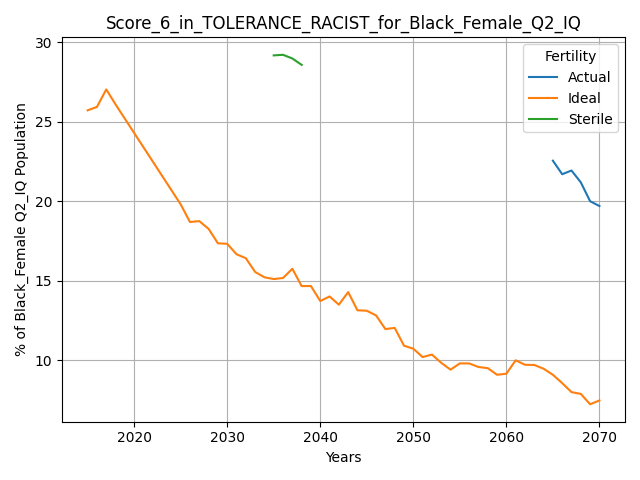 Score_6_in_TOLERANCE_RACIST_for_Black_Female_Q2_IQ
% of Black_Female Q2_IQ Population
30
25
20
15
10
Fertility
Actual
Ideal
Sterile
2020 2030 2040 2050 2060 2070
Years